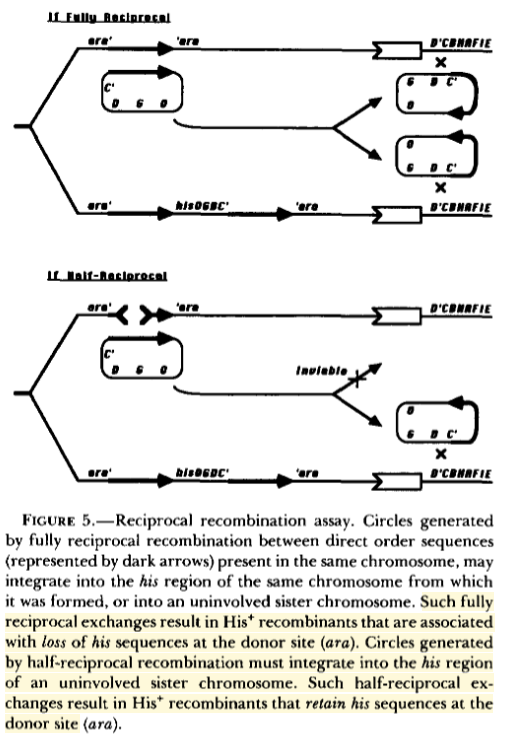 If Fully Reciprocal
ara'
'ara
D'CBHAFIE
X
C'
D G O
G D C'
O
O
G D C'
X
ara'
hisOGDC'
'ara
D'CBHAFIE
If Half-Reciprocal
ara'
'ara
D'CBHAFIE
C'
D G O
Inviable
O
G D C'
X
ara'
hisOGDC'
'ara
D'CBHAFIE
FIGURE 5.—Reciprocal recombination assay. Circles generated
by fully reciprocal recombination between direct order sequences
(represented by dark arrows) present in the same chromosome, may
integrate into the his region of the same chromosome from which
it was formed, or into an uninvolved sister chromosome. Such fully
reciprocal exchanges result in His⁺ recombinants that are associated
with loss of his sequences at the donor site (ara). Circles generated
by half-reciprocal recombination must integrate into the his region
of an uninvolved sister chromosome. Such half-reciprocal ex-
changes result in His⁺ recombinants that retain his sequences at the
donor site (ara).